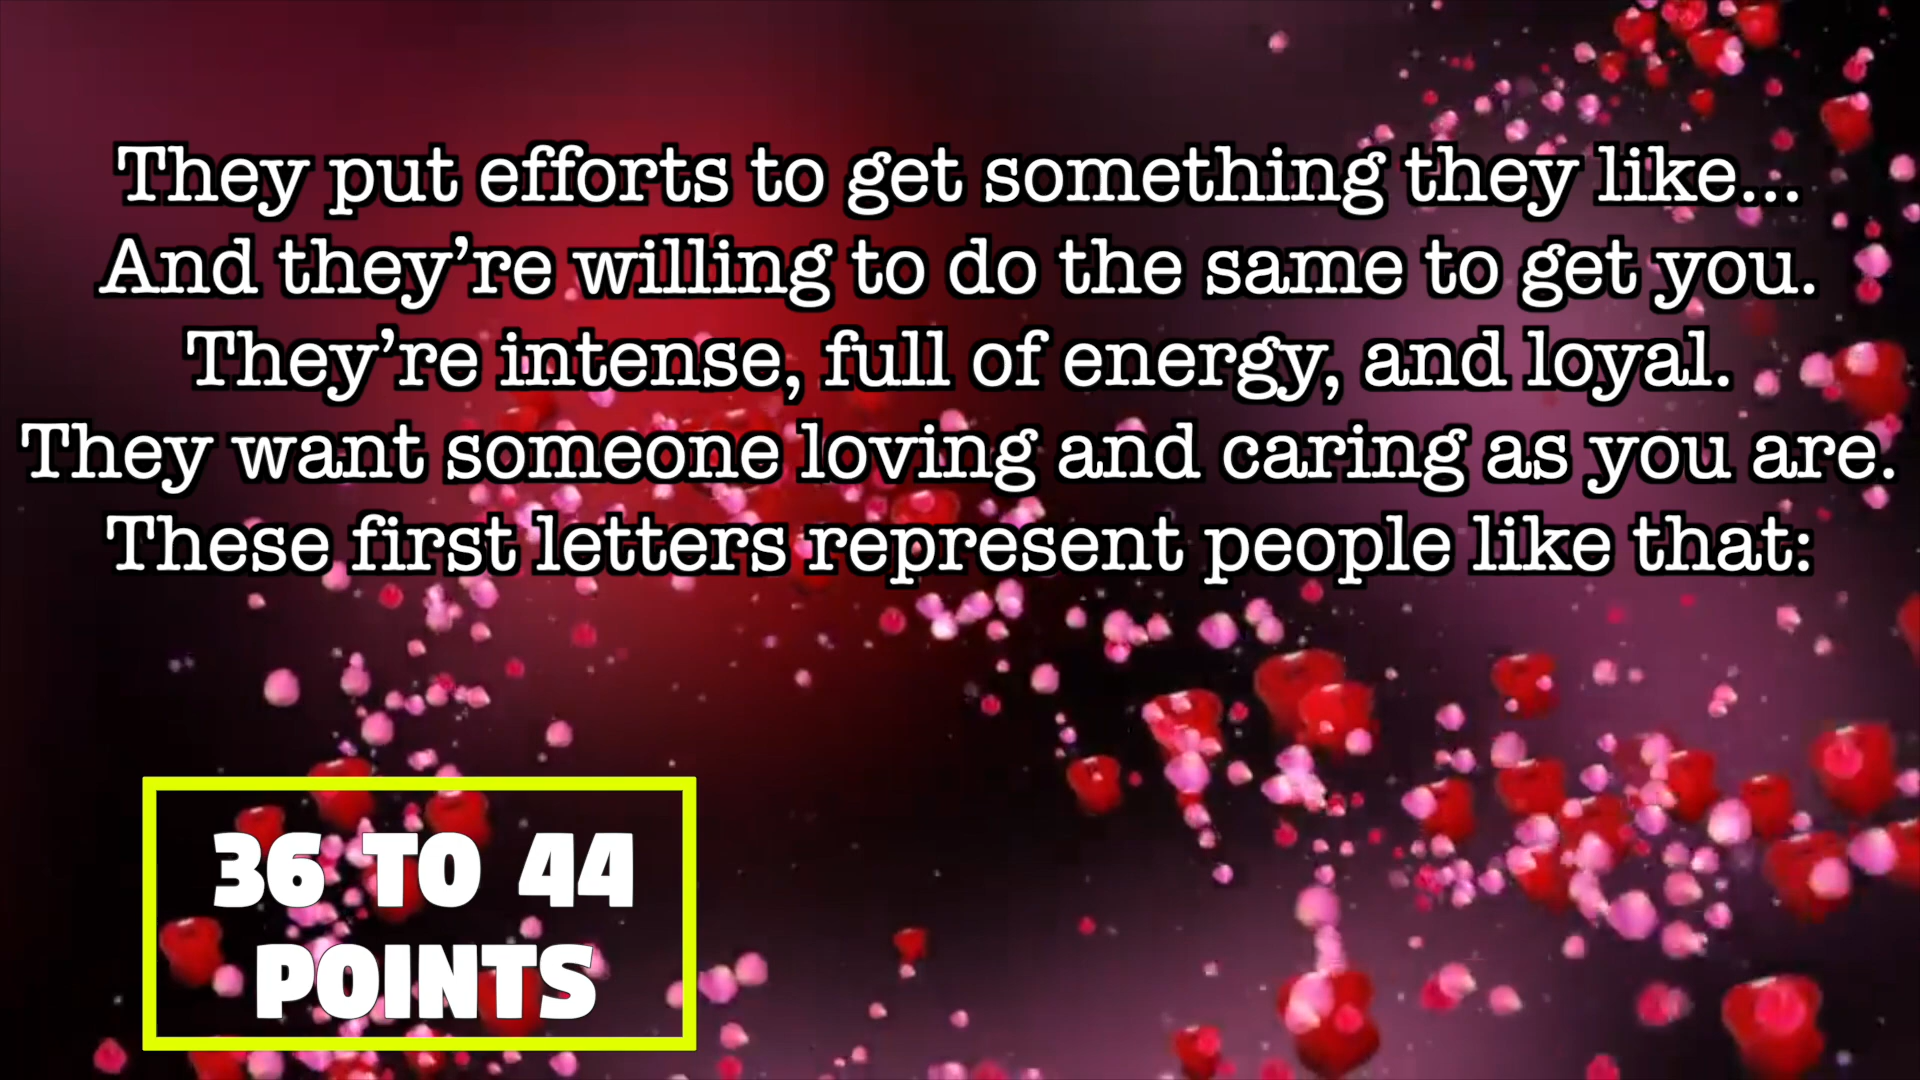 They put efforts to get something they like...
And they’re willing to do the same to get you.
They’re intense, full of energy, and loyal.
They want someone loving and caring as you are.
These first letters represent people like that:
36 TO 44
POINTS